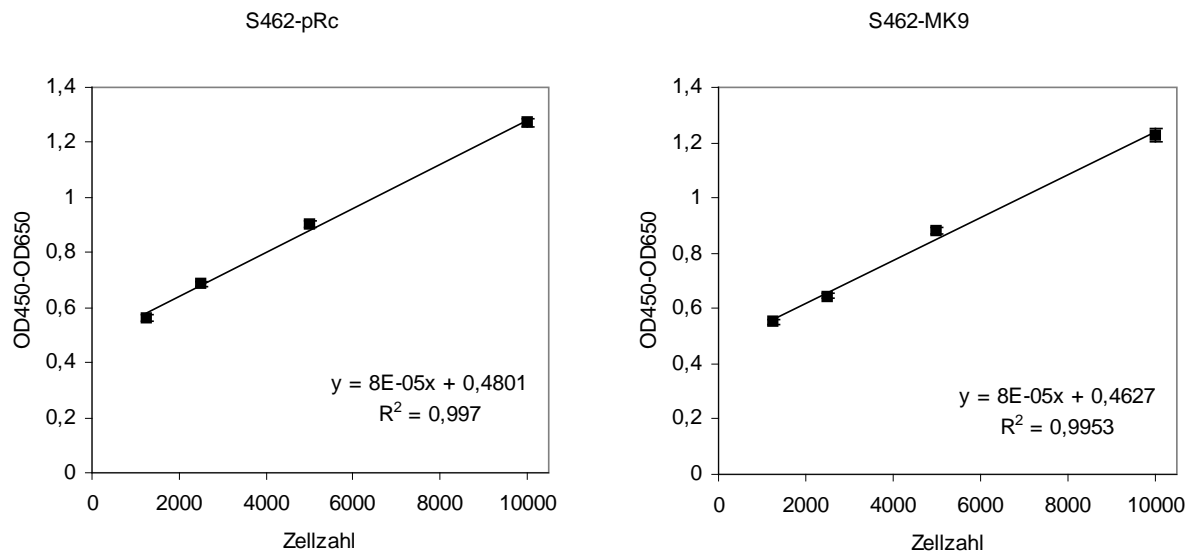 S462-pRc
1,4
1,2
1
0,8
0,6
0,4
0,2
0
OD450-OD650
y = 8E-05x + 0,4801
R² = 0,997
0 2000 4000 6000 8000 10000
Zellzahl
S462-MK9
1,4
1,2
1
0,8
0,6
0,4
0,2
0
OD450-OD650
y = 8E-05x + 0,4627
R² = 0,9953
0 2000 4000 6000 8000 10000
Zellzahl